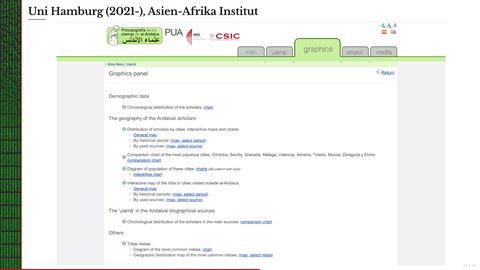 Uni Hamburg (2021-), Asien-Afrika Institut
Prosopografía de los
ulemas de al-Andalus
علماء الأندلس
PUA
CSIC
main
'ulamā'
graphics
project
credits
Graphics panel
Return
Demographic data
Chronological distribution of the scholars: chart
The geography of the Andalusi scholars
Distribution of scholars by cities: interactive maps and charts
General map
By historical period: (map, select period)
By used sources: (map, select source)
Comparison chart of the most populous cities: Córdoba, Sevilla, Granada, Málaga, Valencia, Almería, Toledo, Murcia, Zaragoza y Elvira:
comparison chart
Diagram of population of these cities: charts (Be patient with load)
Interactive chart
Interactive map of the riḥla or cities visited outside al-Andalus
General map
By historical periods: (map, select period)
By used sources: (map, select source)
The 'ulamā' in the Andalusi biographical sources
Chronological distribution of the scholars in the main sources: comparison chart
Others
Tribal nisbas
Diagram of the most common nisbas: chart
Geographic distribution map of the most common nisbas: (map, select nisba)